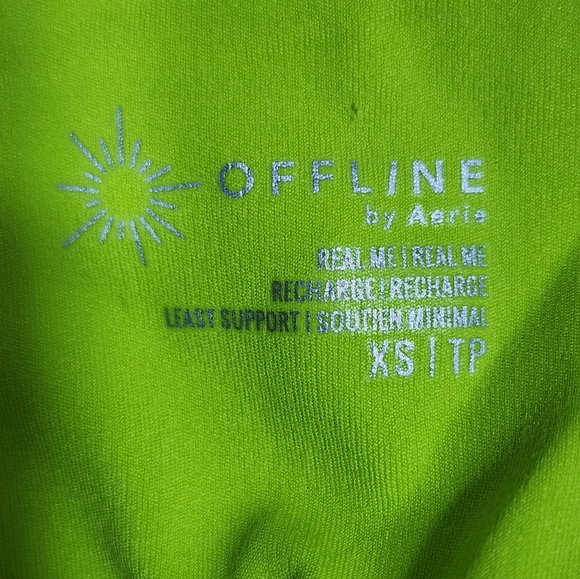 OFFLINE
by Aerie
REAL ME | REAL ME
RECHARGE | RECHARGE
LEAST SUPPORT | SOUTIEN MINIMAL
XS | TP